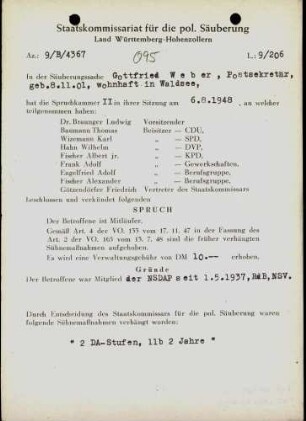 Staatskommissariat für die pol. Säuberung
Land Württemberg-Hohenzollern
Az.: 9/B/4367 095 L: 9/206
In der Säuberungssache Gottfried Weber, Postsekretär,
geb.8.11.01, wohnhaft in Waldsee,
hat die Spruchkammer II in ihrer Sitzung am 6.8.1948. an welcher
teilgenommen haben:
Dr. Beuanger Ludwig Vorsitzender
Baumann Thomas Beisitzer — CDU,
Wizemann Karl „ — SPD,
Hahn Wilhelm „ — DVP,
Fischer Albert jr. „ — KPD,
Frank Adolf „ — Gewerkschaften,
Engelfried Adolf „ — Berufsgruppe,
Fischer Alexander „ — Berufsgruppe,
Gützendörfer Friedrich Vertreter des Staatskommissars
beschlossen und verkündet folgenden
SPRUCH
Der Betroffene ist Mitläufer.
Gemäß Art. 4 der VO. 133 vom 17. 11. 47 in der Fassung des
Art. 2 der VO. 165 vom 13. 7. 48 sind die früher verhängten
Sühnemaßnahmen aufgehoben.
Es wird eine Verwaltungsgebühr von DM 10.-- erhoben.
Gründe
Der Betroffene war Mitglied der NSDAP seit 1.5.1937, RdB, NSV.
Durch Entscheidung des Staatskommissars für die pol. Säuberung waren
folgende Sühnemaßnahmen verhängt worden:
" 2 DA-Stufen, 11b 2 Jahre "